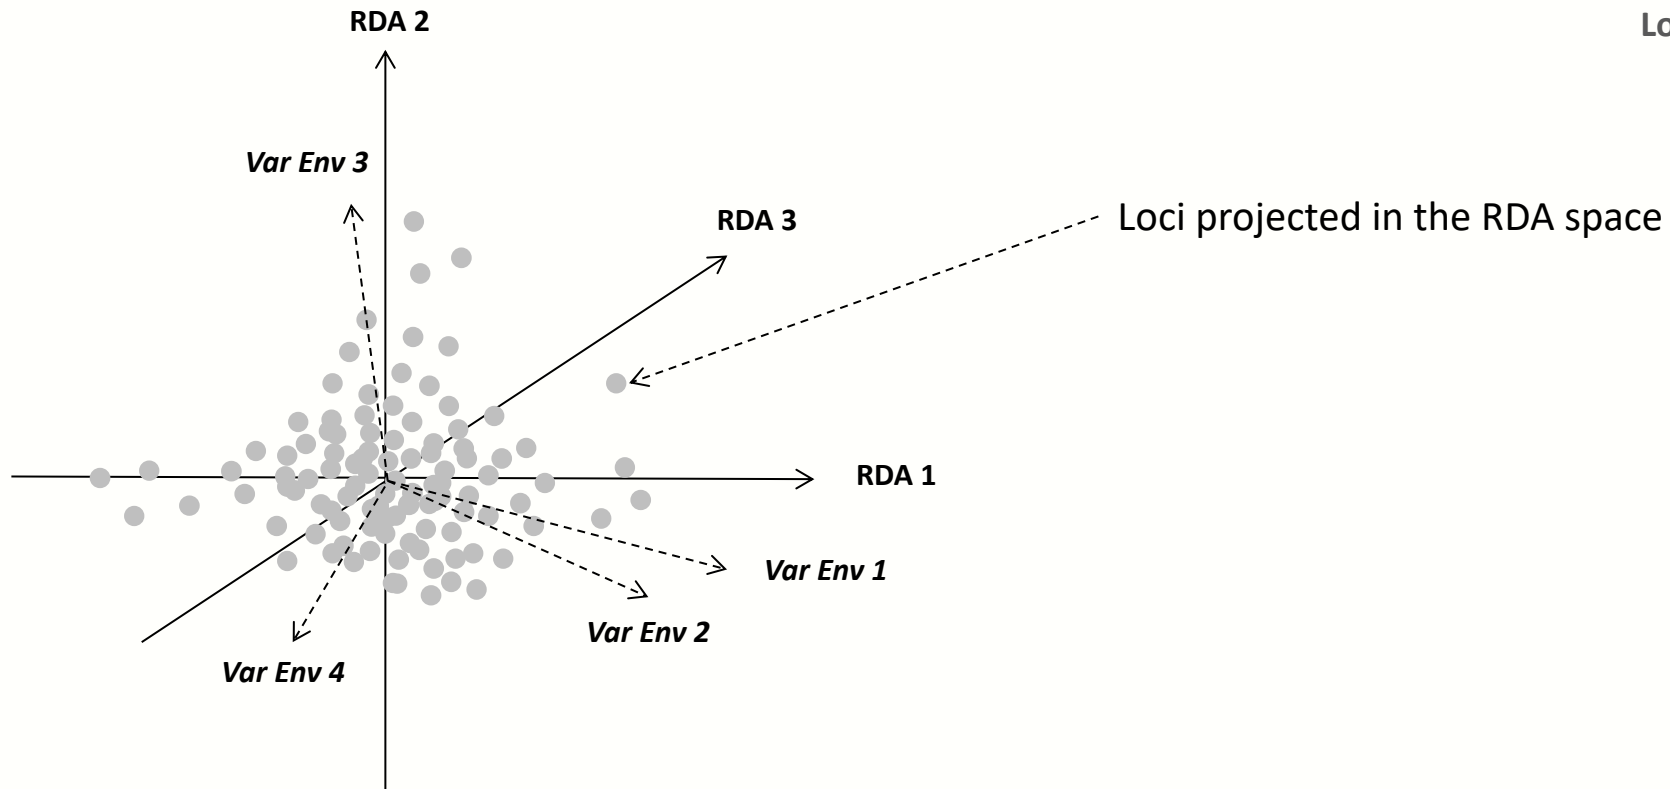 RDA 2
Var Env 3
RDA 3
Loci projected in the RDA space
RDA 1
Var Env 1
Var Env 2
Var Env 4